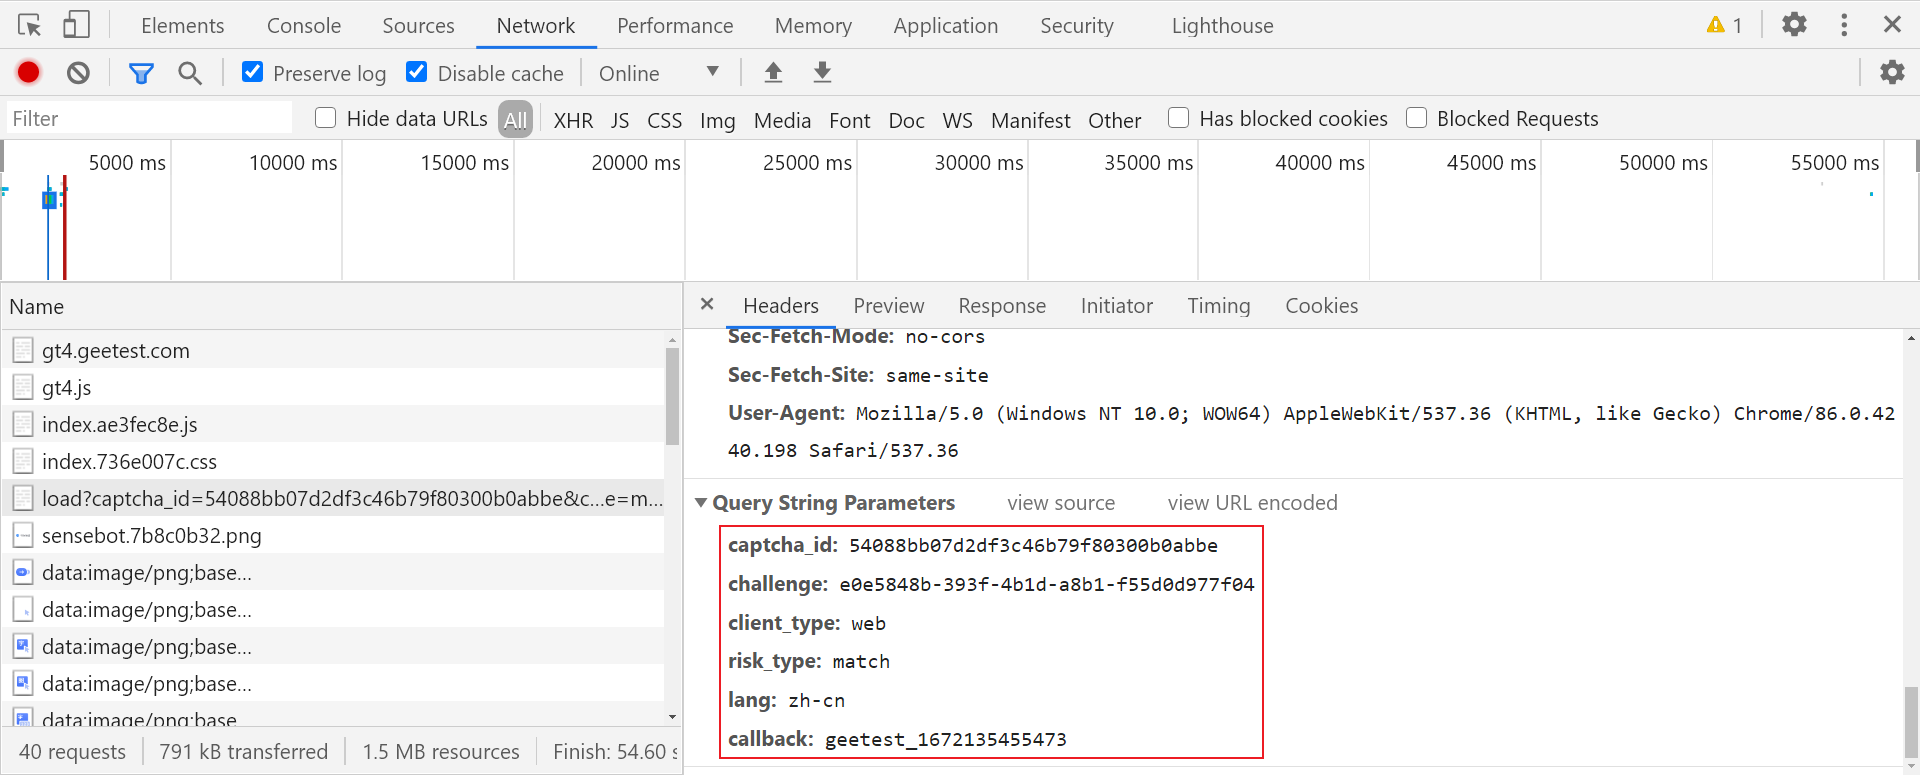 Elements Console Sources Network Performance Memory Application Security Lighthouse 1
Preserve log Disable cache Online
Filter Hide data URLs All XHR JS CSS Img Media Font Doc WS Manifest Other Has blocked cookies Blocked Requests
5000 ms 10000 ms 15000 ms 20000 ms 25000 ms 30000 ms 35000 ms 40000 ms 45000 ms 50000 ms 55000 ms
Name
gt4.geetest.com
gt4.js
index.ae3fec8e.js
index.736e007c.css
load?captcha_id=54088bb07d2df3c46b79f80300b0abbe&c...e=m...
sensebot.7b8c0b32.png
data:image/png;base...
data:image/png;base...
data:image/png;base...
data:image/png;base...
data:image/png;base
40 requests 791 kB transferred 1.5 MB resources Finish: 54.60 s
Headers Preview Response Initiator Timing Cookies
Sec-Fetch-Mode: no-cors
Sec-Fetch-Site: same-site
User-Agent: Mozilla/5.0 (Windows NT 10.0; WOW64) AppleWebKit/537.36 (KHTML, like Gecko) Chrome/86.0.42
40.198 Safari/537.36
Query String Parameters view source view URL encoded
captcha_id: 54088bb07d2df3c46b79f80300b0abbe
challenge: e0e5848b-393f-4b1d-a8b1-f55d0d977f04
client_type: web
risk_type: match
lang: zh-cn
callback: geetest_1672135455473